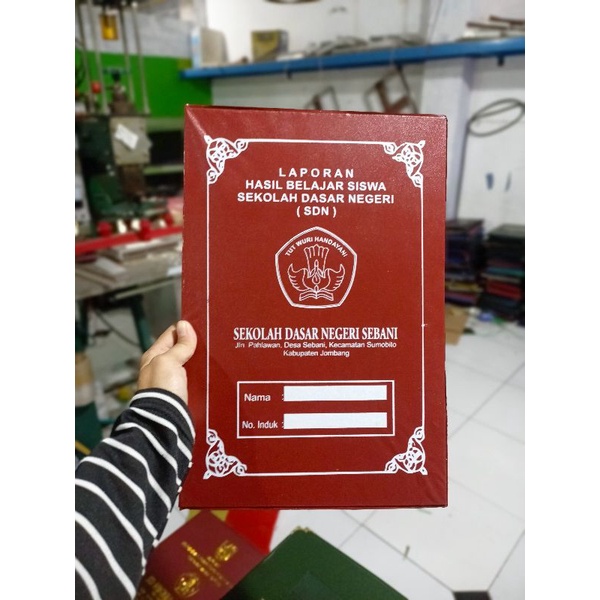 LAPORAN
HASIL BELAJAR SISWA
SEKOLAH DASAR NEGERI
( SDN )
TUT WURI HANDAYANI
SEKOLAH DASAR NEGERI SEBANI
Jln. Pahlawan, Desa Sebani, Kecamatan Sumobito
Kabupaten Jombang
Nama :
No. Induk :